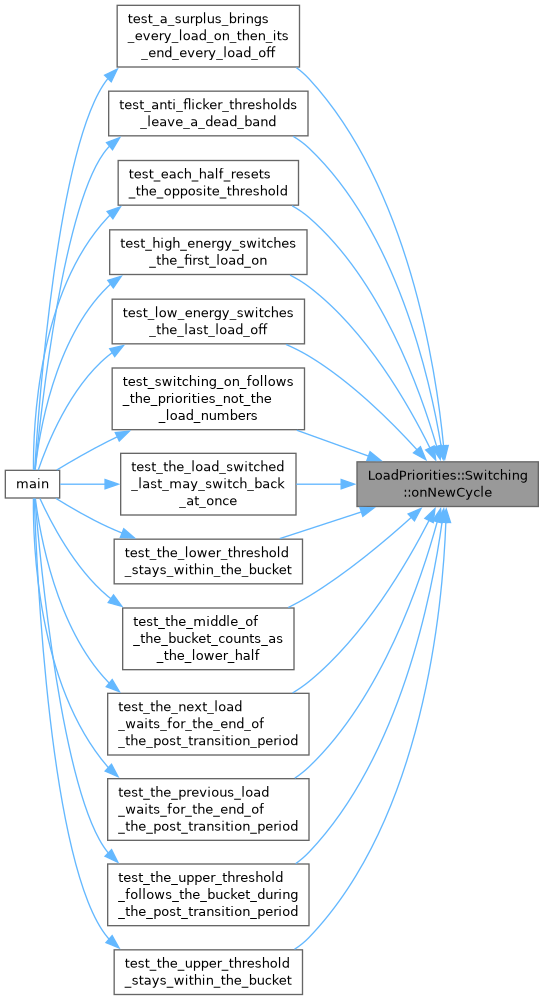 test_a_surplus_brings
_every_load_on_then_its
_end_every_load_off
test_anti_flicker_thresholds
_leave_a_dead_band
test_each_half_resets
_the_opposite_threshold
test_high_energy_switches
_the_first_load_on
test_low_energy_switches
_the_last_load_off
test_switching_on_follows
_the_priorities_not_the
_load_numbers
main
test_the_load_switched
_last_may_switch_back
_at_once
LoadPriorities::Switching
::onNewCycle
test_the_lower_threshold
_stays_within_the_bucket
test_the_middle_of
_the_bucket_counts_as
_the_lower_half
test_the_next_load
_waits_for_the_end_of
_the_post_transition_period
test_the_previous_load
_waits_for_the_end_of
_the_post_transition_period
test_the_upper_threshold
_follows_the_bucket_during
_the_post_transition_period
test_the_upper_threshold
_stays_within_the_bucket